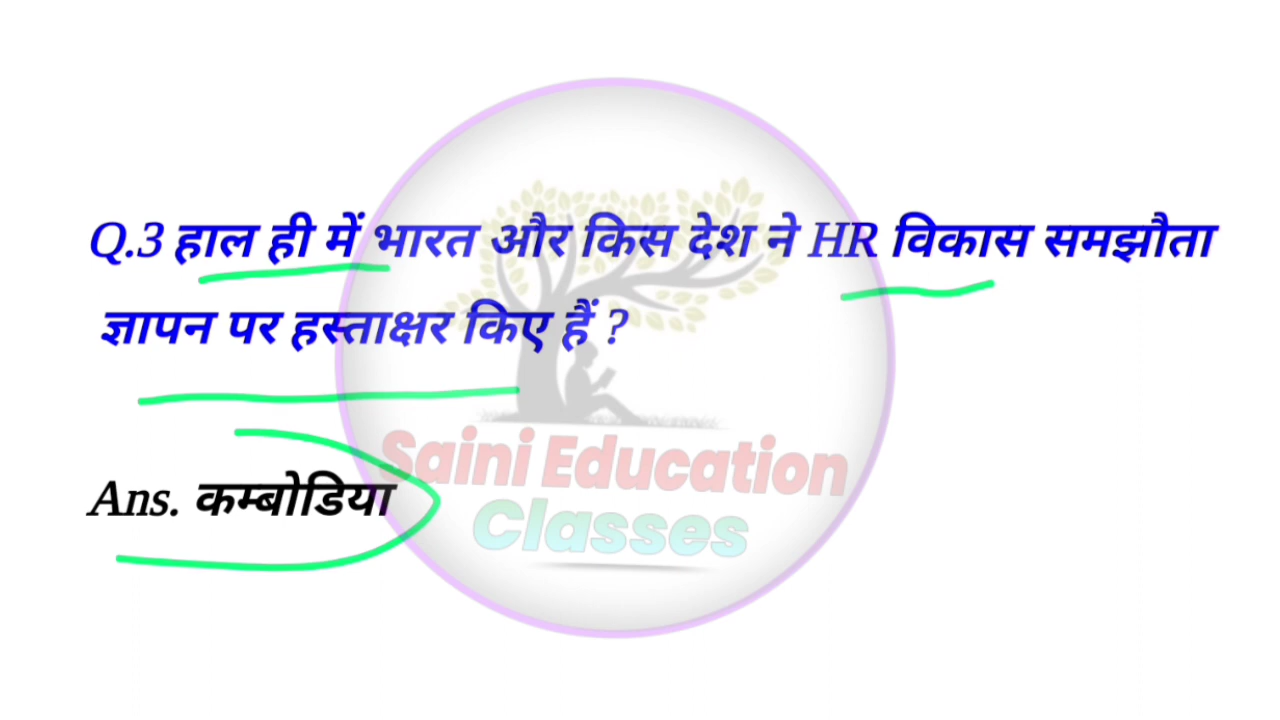 Q.3 हाल ही में भारत और किस देश ने HR विकास समझौता
ज्ञापन पर हस्ताक्षर किए हैं ?
Ans. कम्बोडिया
Saini Education
Classes